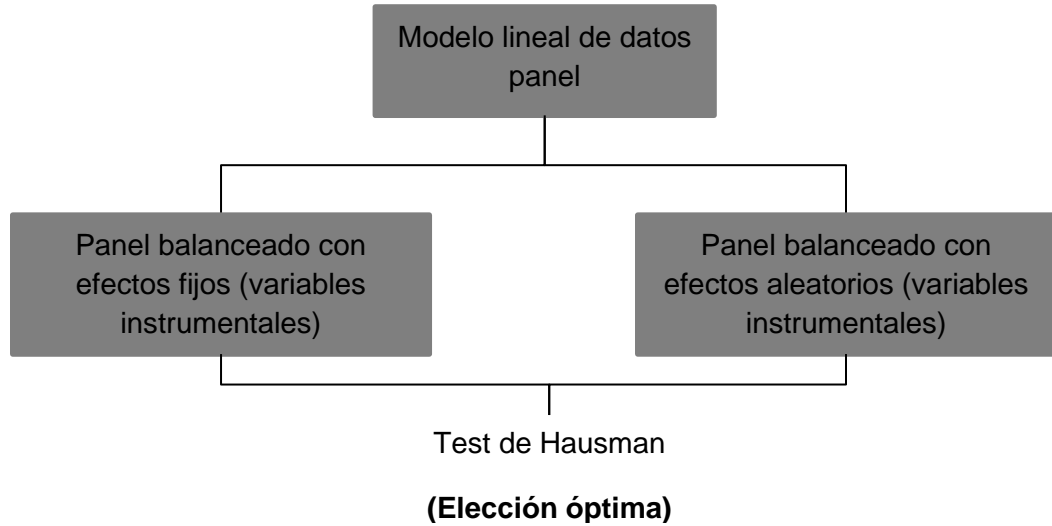 Modelo lineal de datos
panel
Panel balanceado con
efectos fijos (variables
instrumentales)
Panel balanceado con
efectos aleatorios (variables
instrumentales)
Test de Hausman
(Elección óptima)